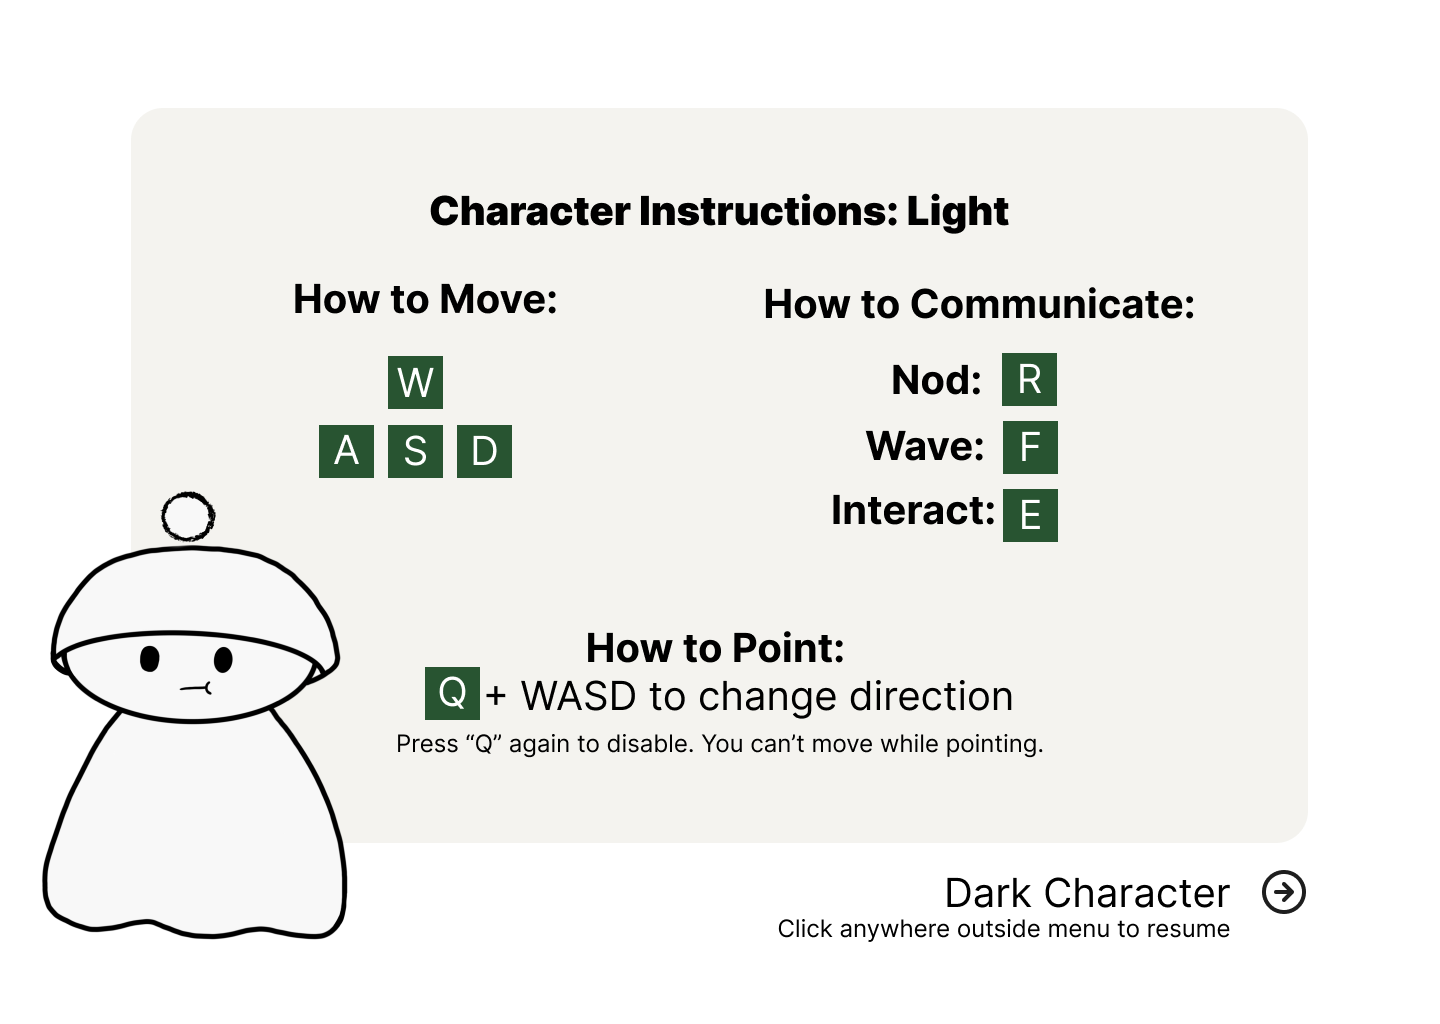 Character Instructions: Light
How to Move:
W
A S D
How to Communicate:
Nod: R
Wave: F
Interact: E
How to Point:
Q + WASD to change direction
Press “Q” again to disable. You can’t move while pointing.
Dark Character
Click anywhere outside menu to resume